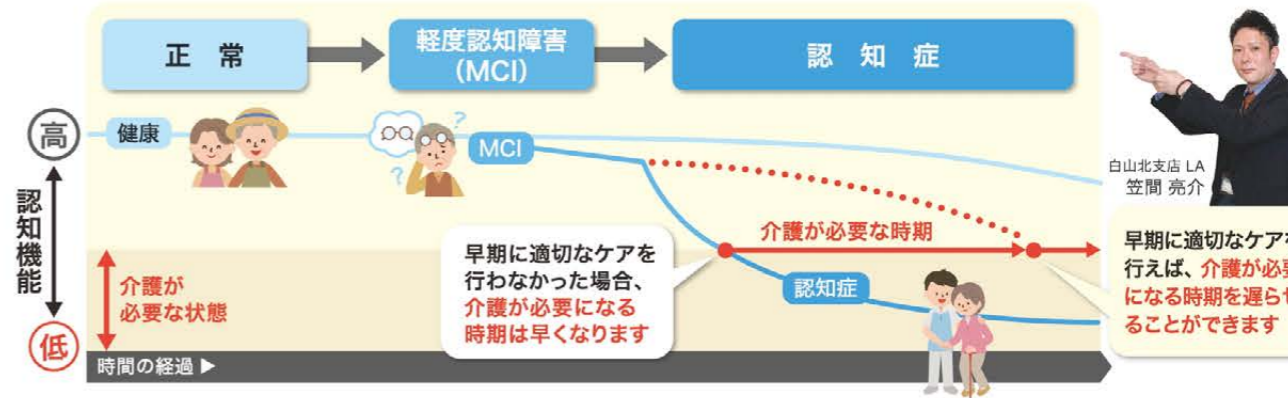 正 常
軽度認知障害
（MCI）
認 知 症
高
認知機能
低
健康
? 
?
MCI
介護が
必要な状態
早期に適切なケアを
行わなかった場合、
介護が必要になる
時期は早くなります
介護が必要な時期
認知症
白山北支店 LA
笠間 亮介
早期に適切なケア
行えば、介護が必
になる時期を遅ら
ることができます
時間の経過 ▶